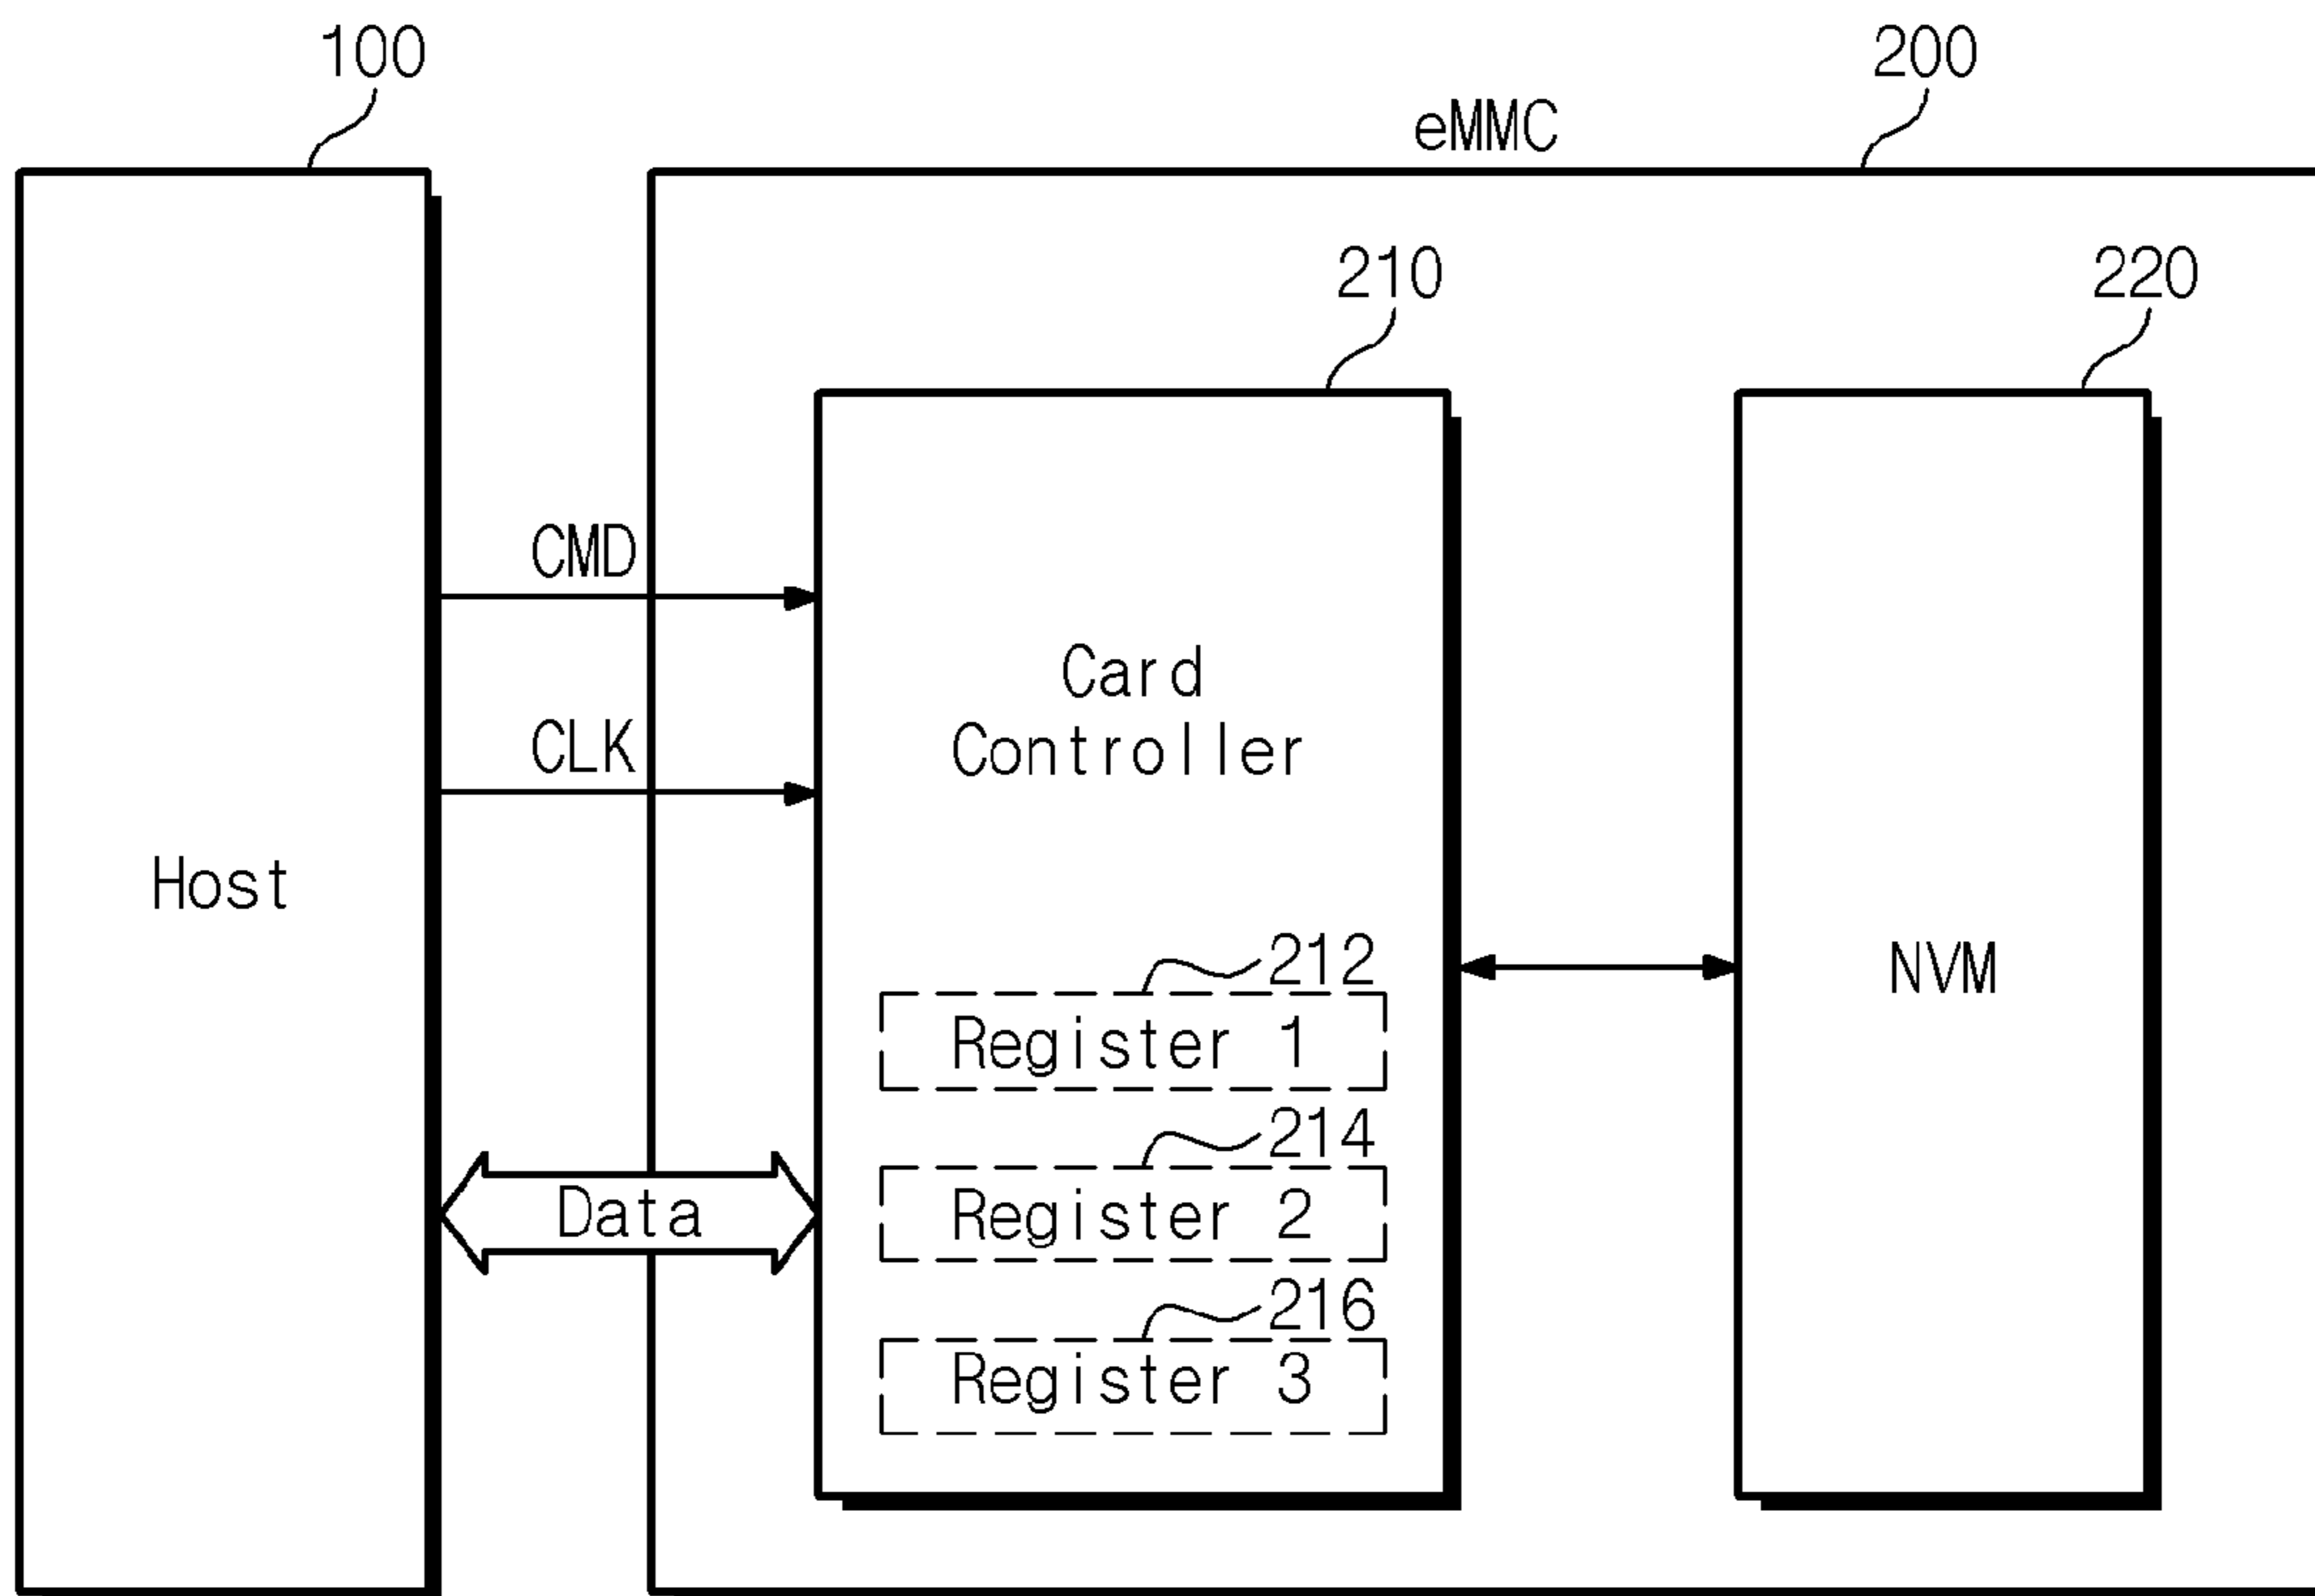 100
200
eMMC
210
220
CMD
Card
Controller
CLK
Host
212
NVM
Register 1
214
Data
Register 2
216
Register 3